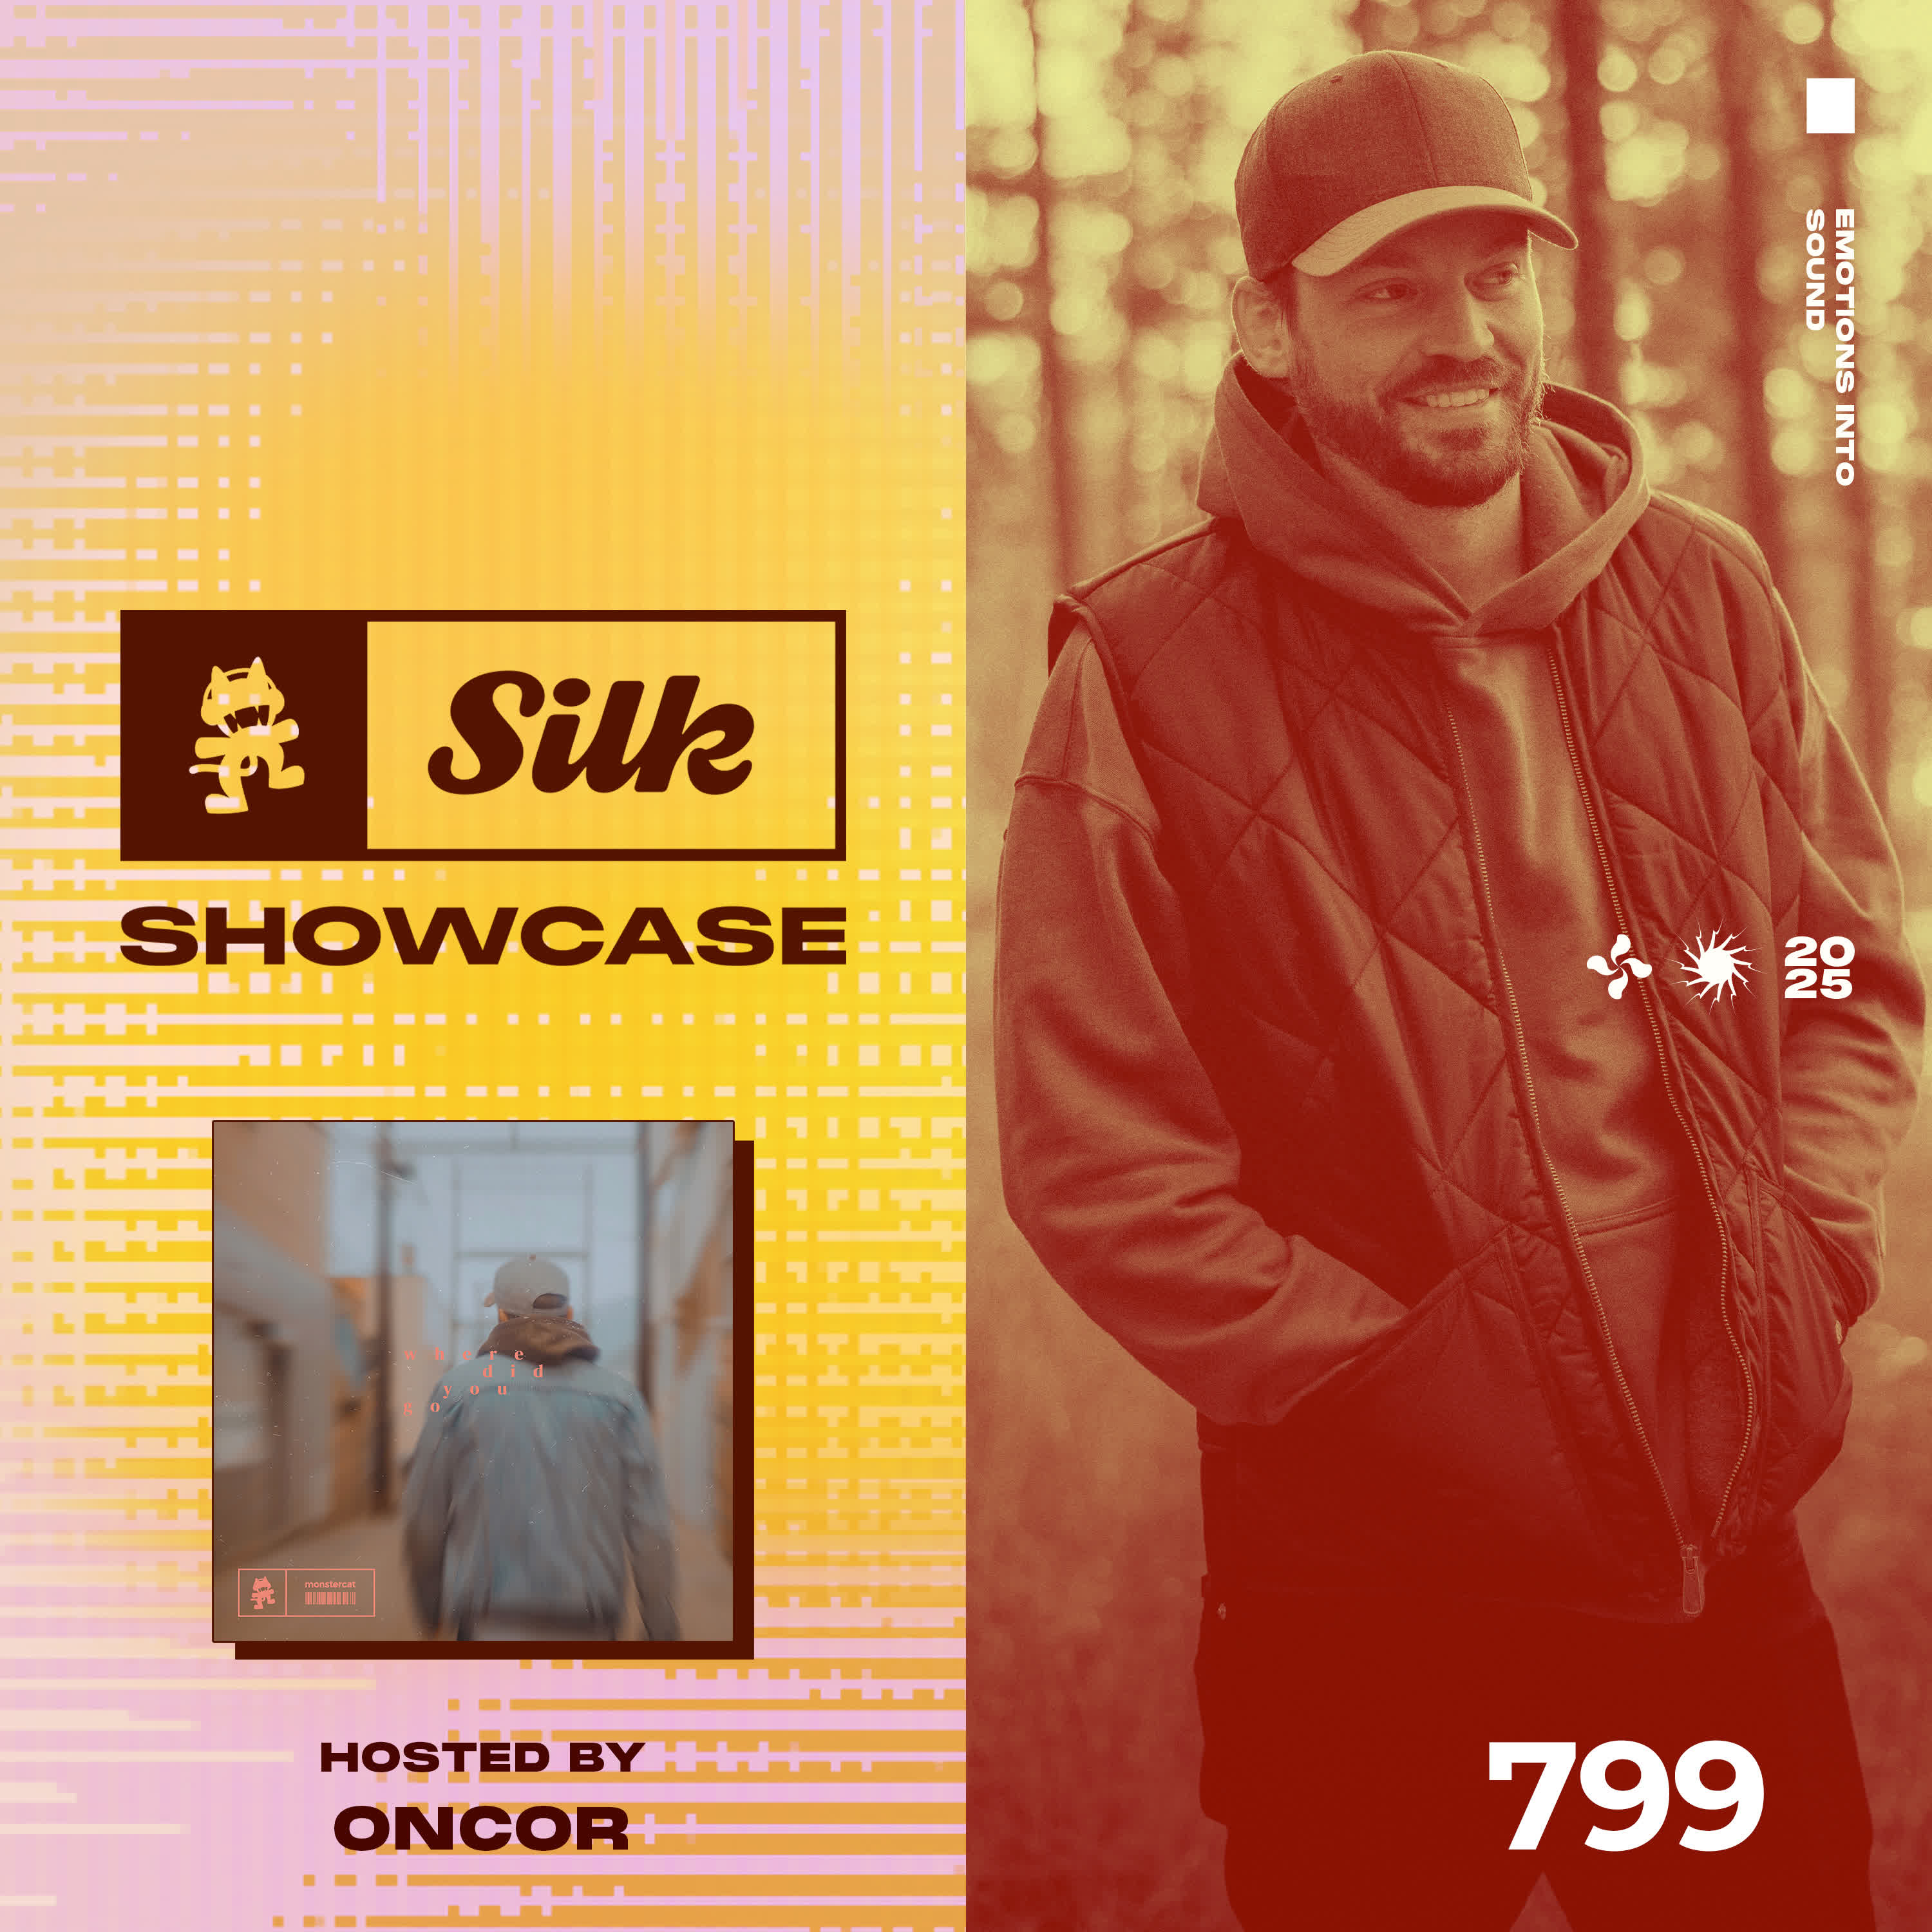 Silk
SHOWCASE
where
did
you
go
monstercat
HOSTED BY
ONCOR
EMOTIONS INTO
SOUND
20
25
799